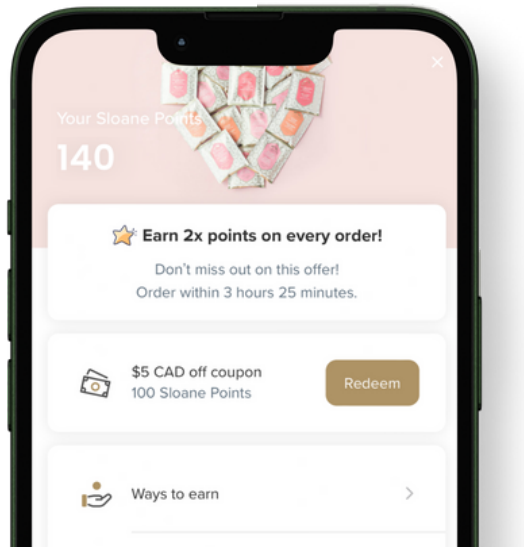 Your Sloane Points
140
Earn 2x points on every order!
Don't miss out on this offer!
Order within 3 hours 25 minutes.
$5 CAD off coupon
100 Sloane Points
Redeem
Ways to earn